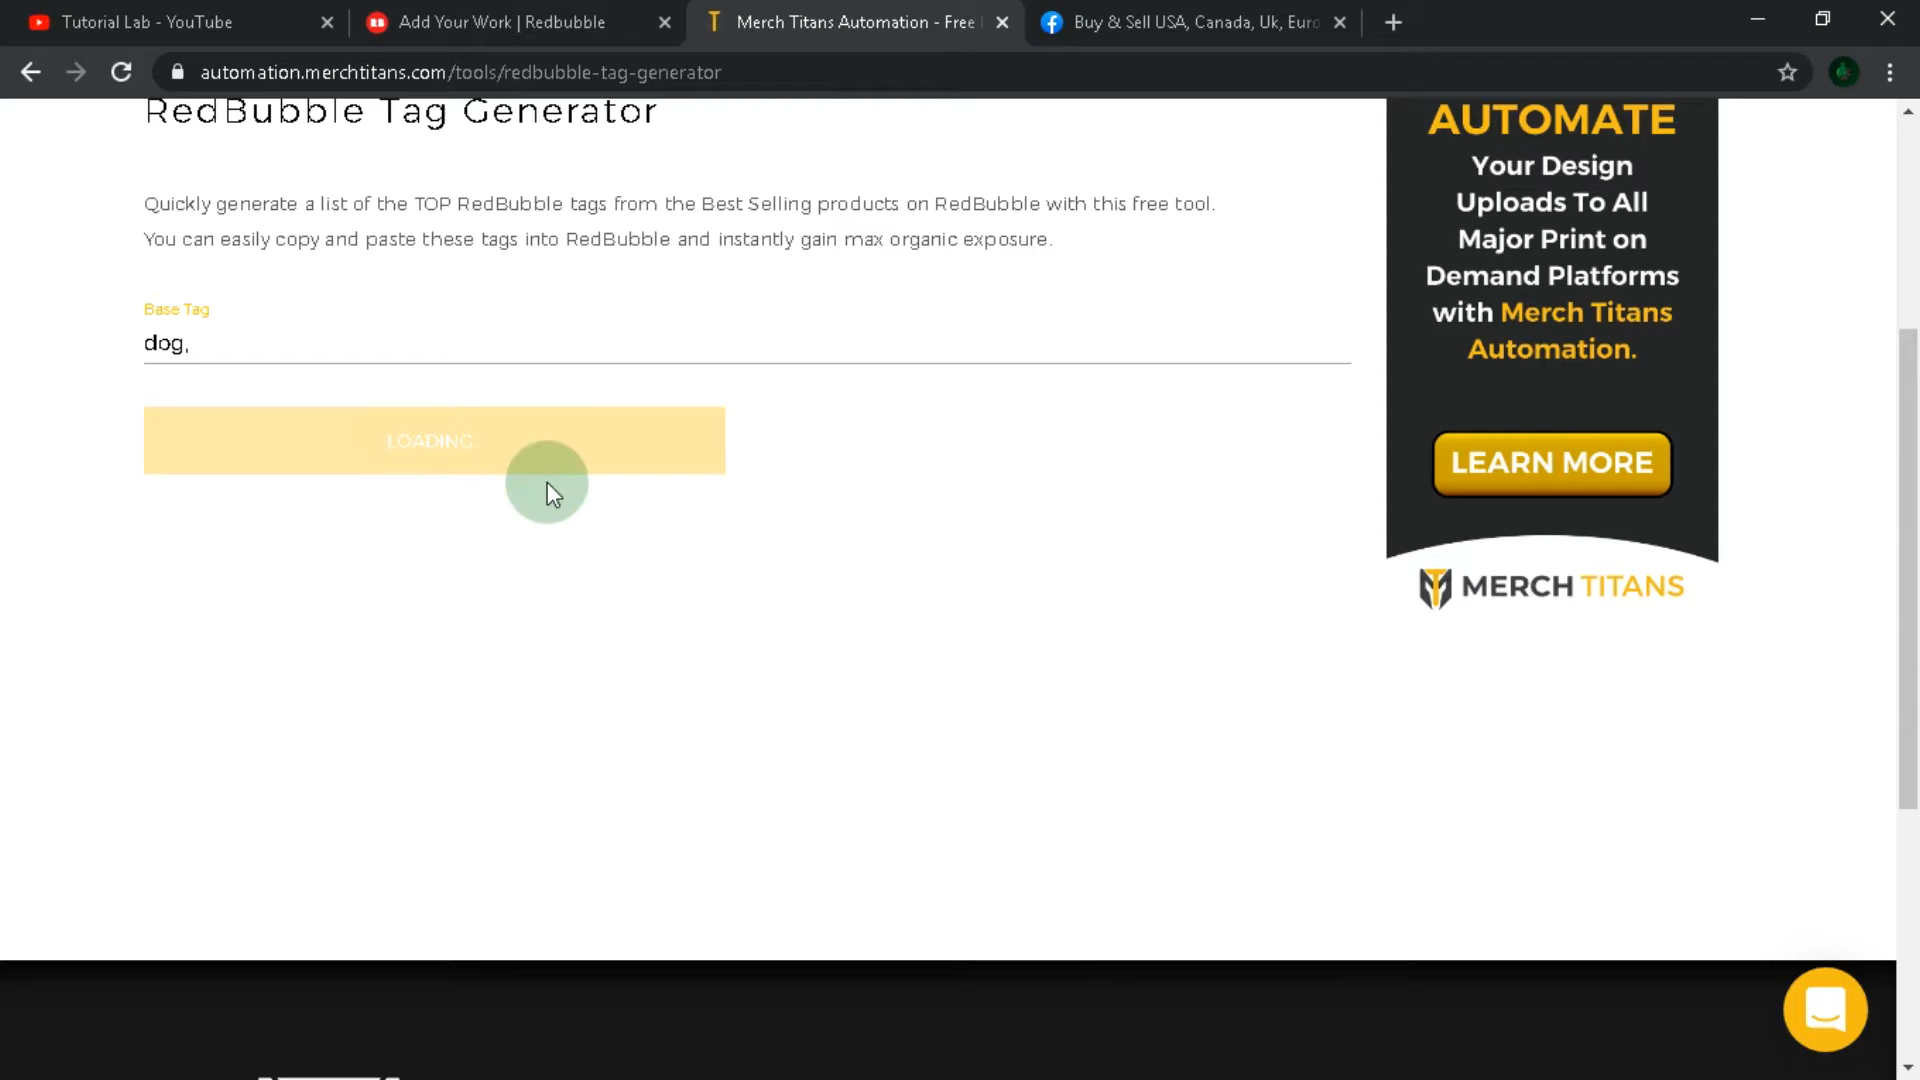 Tutorial Lab - YouTube
Add Your Work | Redbubble
Merch Titans Automation - Free
Buy & Sell USA, Canada, Uk, Euro
automation.merchtitans.com/tools/redbubble-tag-generator
RedBubble Tag Generator
Quickly generate a list of the TOP RedBubble tags from the Best Selling products on RedBubble with this free tool.
You can easily copy and paste these tags into RedBubble and instantly gain max organic exposure.
Base Tag
dog,
LOADING
AUTOMATE
Your Design
Uploads To All
Major Print on
Demand Platforms
with Merch Titans
Automation.
LEARN MORE
MERCH TITANS